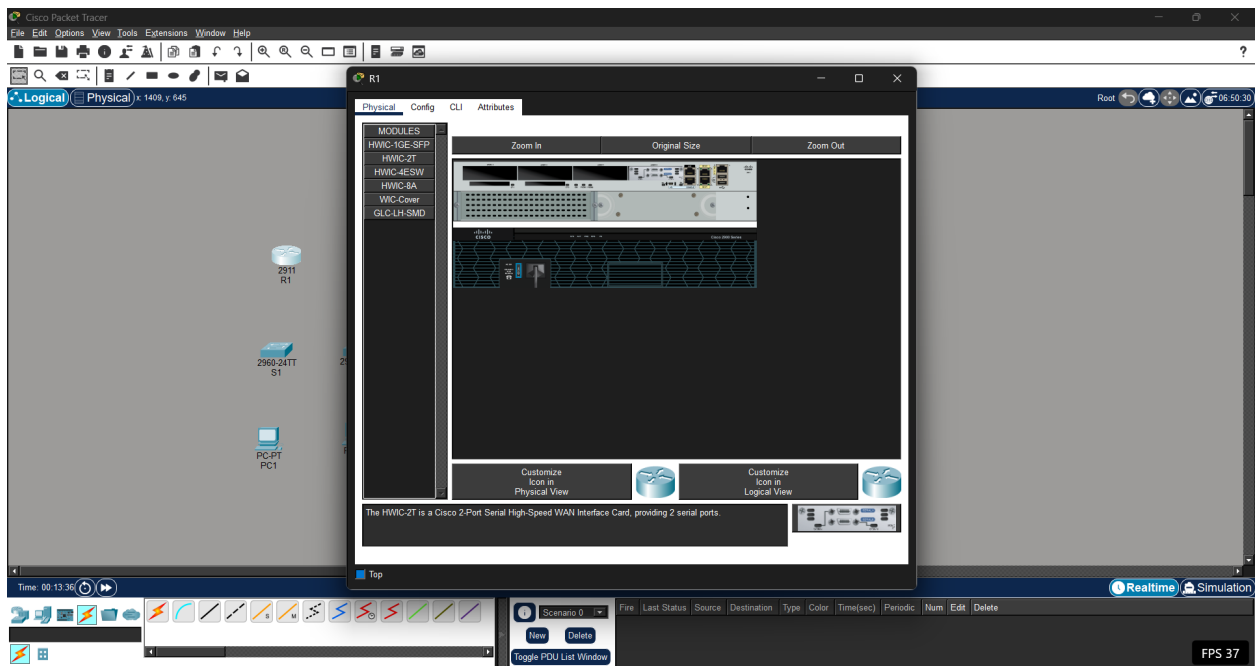 Cisco Packet Tracer
File Edit Options View Tools Extensions Window Help
?
Logical Physical x: 1409, y: 645
Root 06:50:30
R1
Physical Config CLI Attributes
MODULES
HWIC-1GE-SFP
HWIC-2T
HWIC-4ESW
HWIC-8A
WIC-Cover
GLC-LH-SMD
Zoom In Original Size Zoom Out
CISCO
2911
R1
2960-24TT
S1
PC-PT
PC1
Customize
Icon in
Physical View
Customize
Icon in
Logical View
The HWIC-2T is a Cisco 2-Port Serial High-Speed WAN Interface Card, providing 2 serial ports.
Top
Time: 00:13:36
Realtime Simulation
Scenario 0
New Delete
Toggle PDU List Window
Fire Last Status Source Destination Type Color Time(sec) Periodic Num Edit Delete
FPS 37